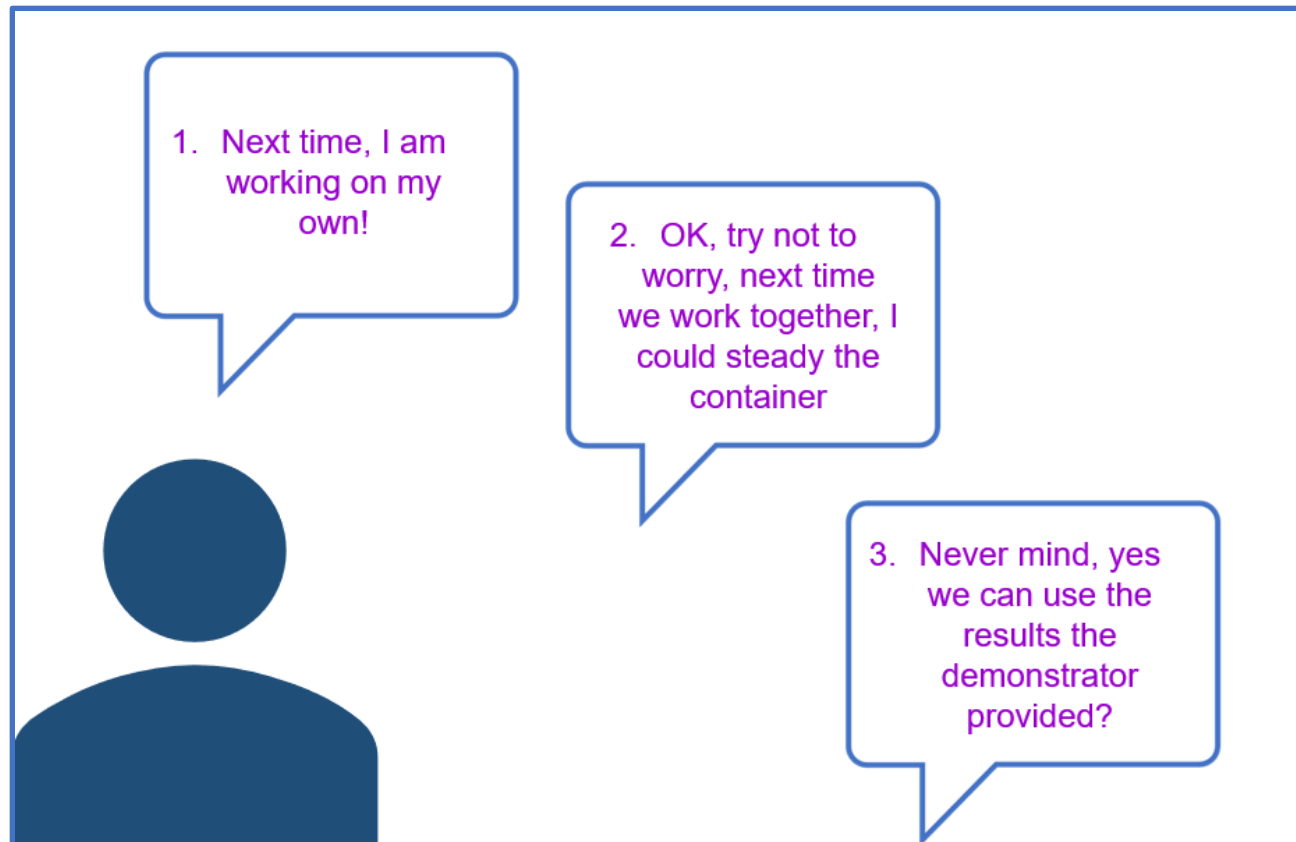 1. Next time, I am
working on my
own!
2. OK, try not to
worry, next time
we work together, I
could steady the
container
3. Never mind, yes
we can use the
results the
demonstrator
provided?